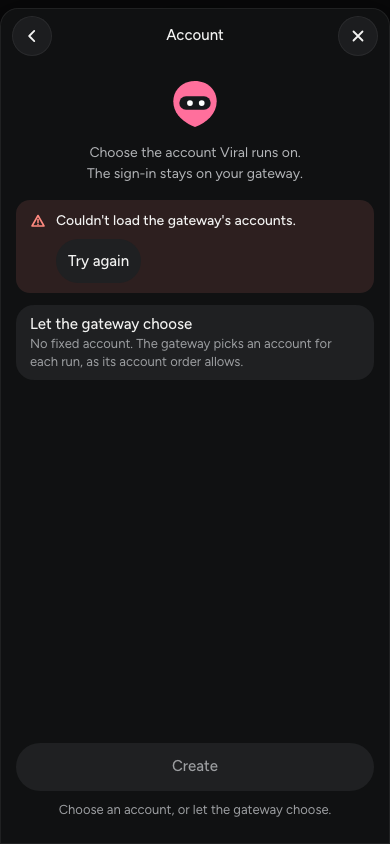 Account
Choose the account Viral runs on.
The sign-in stays on your gateway.
Couldn't load the gateway's accounts.
Try again
Let the gateway choose
No fixed account. The gateway picks an account for
each run, as its account order allows.
Create
Choose an account, or let the gateway choose.